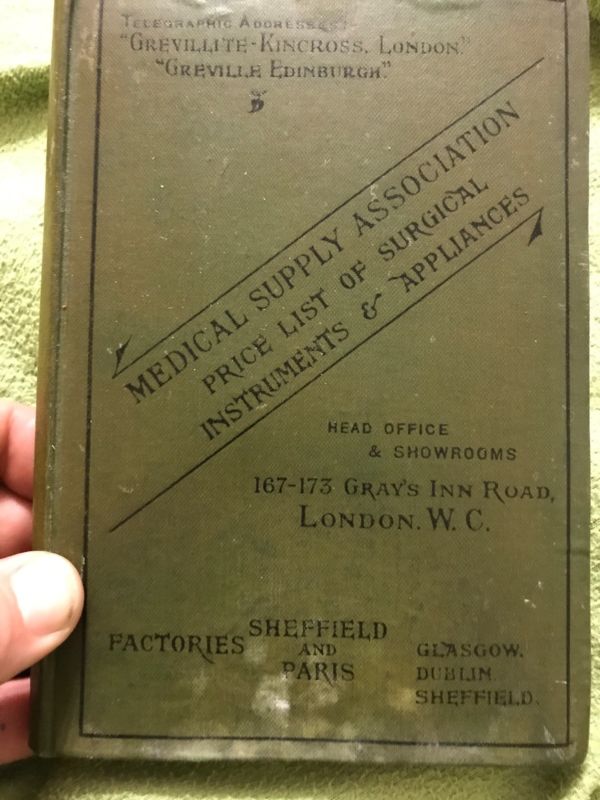 TELEGRAPHIC ADDRESSES:
"GREVILLITE-KINCROSS, LONDON."
"GREVILLE EDINBURGH."
MEDICAL SUPPLY ASSOCIATION
PRICE LIST OF SURGICAL
INSTRUMENTS & APPLIANCES
HEAD OFFICE
& SHOWROOMS
167-173 GRAY'S INN ROAD,
LONDON. W. C.
FACTORIES SHEFFIELD AND PARIS
GLASGOW.
DUBLIN
SHEFFIELD.